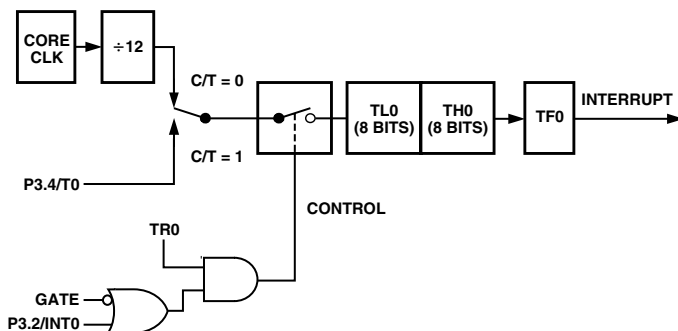 CORE
CLK
÷12
C/T = 0
C/T = 1
P3.4/T0
TL0
(8 BITS)
TH0
(8 BITS)
TF0
INTERRUPT
CONTROL
TR0
GATE
P3.2/INT0